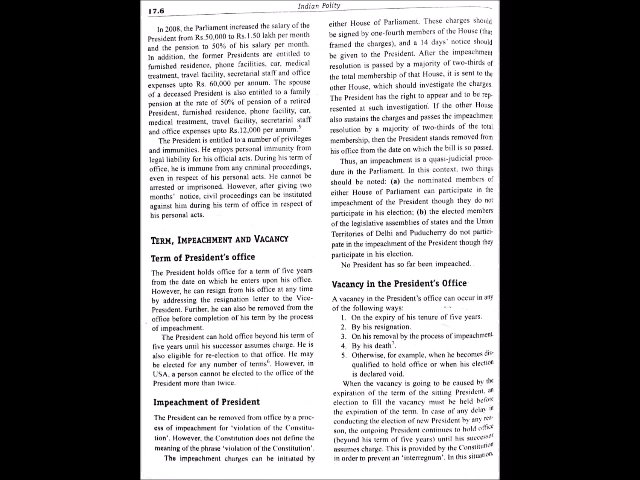 17.6
Indian Polity
In 2008, the Parliament increased the salary of the
President from Rs.50,000 to Rs.1.50 lakh per month
and the pension to 50% of his salary per month.
In addition, the former Presidents are entitled to
furnished residence, phone facilities, car, medical
treatment, travel facility, secretarial staff and office
expenses upto Rs. 60,000 per annum. The spouse
of a deceased President is also entitled to a family
pension at the rate of 50% of pension of a retired
President, furnished residence, phone facility, car,
medical treatment, travel facility, secretarial staff
and office expenses upto Rs.12,000 per annum.5
The President is entitled to a number of privileges
and immunities. He enjoys personal immunity from
legal liability for his official acts. During his term of
office, he is immune from any criminal proceedings,
even in respect of his personal acts. He cannot be
arrested or imprisoned. However, after giving two
months' notice, civil proceedings can be instituted
against him during his term of office in respect of
his personal acts.
TERM, IMPEACHMENT AND VACANCY
Term of President's office
The President holds office for a term of five years
from the date on which he enters upon his office.
However, he can resign from his office at any time
by addressing the resignation letter to the Vice-
President. Further, he can also be removed from the
office before completion of his term by the process
of impeachment.
The President can hold office beyond his term of
five years until his successor assumes charge. He is
also eligible for re-election to that office. He may
be elected for any number of terms6. However, in
USA, a person cannot be elected to the office of the
President more than twice.
Impeachment of President
The President can be removed from office by a proc-
ess of impeachment for 'violation of the Constitu-
tion'. However, the Constitution does not define the
meaning of the phrase 'violation of the Constitution'.
The impeachment charges can be initiated by
either House of Parliament. These charges should
be signed by one-fourth members of the House (that
framed the charges), and a 14 days' notice should
be given to the President. After the impeachment
resolution is passed by a majority of two-thirds of
the total membership of that House, it is sent to the
other House, which should investigate the charges.
The President has the right to appear and to be rep-
resented at such investigation. If the other House
also sustains the charges and passes the impeachment
resolution by a majority of two-thirds of the total
membership, then the President stands removed from
his office from the date on which the bill is so passed.
Thus, an impeachment is a quasi-judicial proce-
dure in the Parliament. In this context, two things
should be noted: (a) the nominated members of
either House of Parliament can participate in the
impeachment of the President though they do not
participate in his election; (b) the elected members
of the legislative assemblies of states and the Union
Territories of Delhi and Puducherry do not partici-
pate in the impeachment of the President though they
participate in his election.
No President has so far been impeached.
Vacancy in the President's Office
A vacancy in the President's office can occur in any
of the following ways:
1. On the expiry of his tenure of five years.
2. By his resignation.
3. On his removal by the process of impeachment.
4. By his death7.
5. Otherwise, for example, when he becomes dis-
qualified to hold office or when his election
is declared void.
When the vacancy is going to be caused by the
expiration of the term of the sitting President, an
election to fill the vacancy must be held before
the expiration of the term. In case of any delay in
conducting the election of new President by any rea-
son, the outgoing President continues to hold office
(beyond his term of five years) until his successor
assumes charge. This is provided by the Constitution
in order to prevent an 'interregnum'. In this situation,